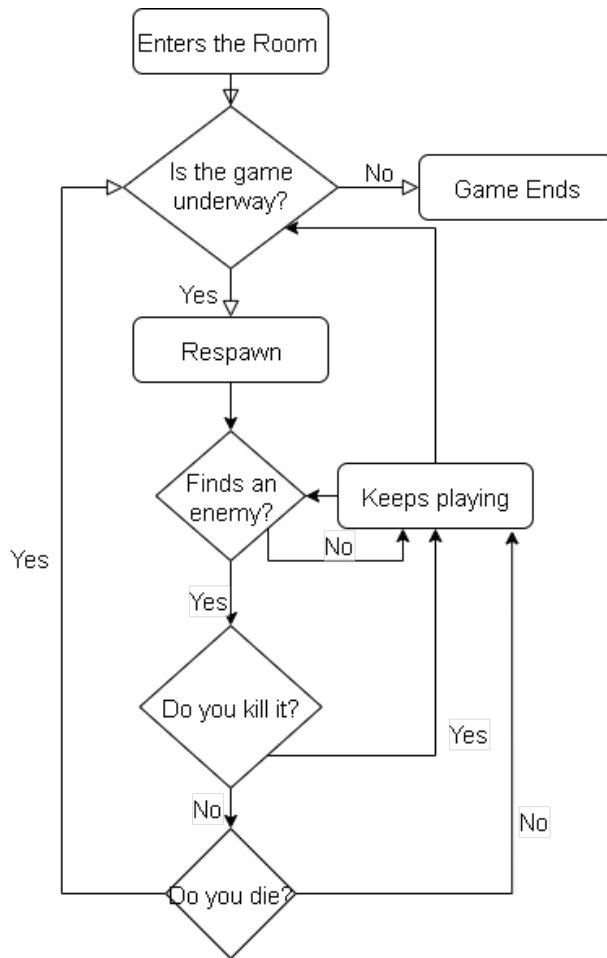 Enters the Room
Is the game
underway?
No
Game Ends
Yes
Respawn
Finds an
enemy?
Keeps playing
No
Yes
Yes
Do you kill it?
Yes
No
No
Do you die?